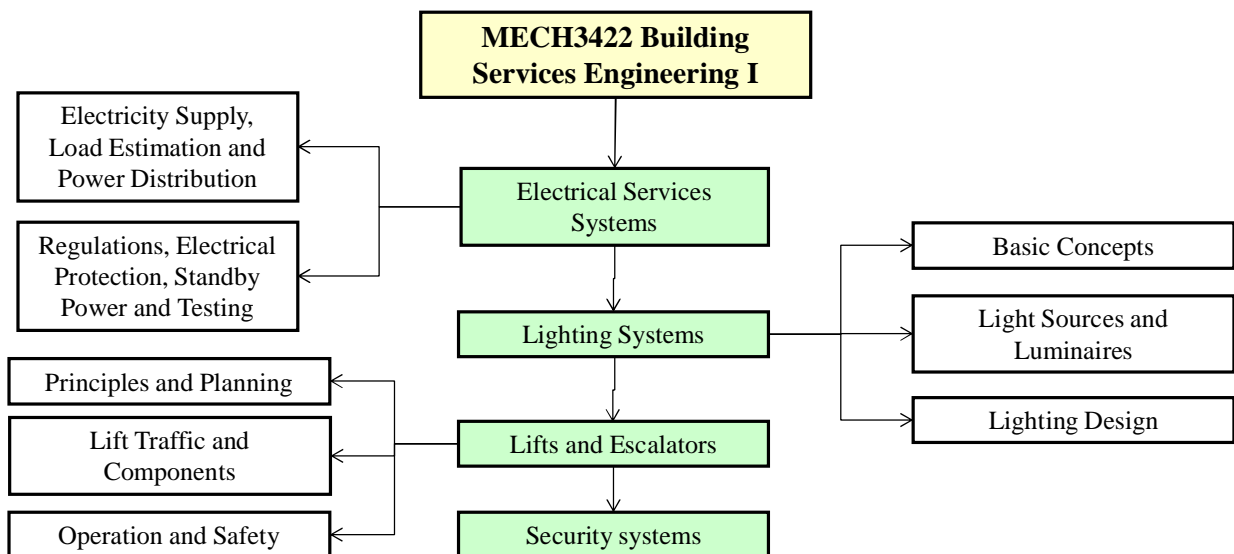 MECH3422 Building
Services Engineering I
Electricity Supply,
Load Estimation and
Power Distribution
Electrical Services
Systems
Regulations, Electrical
Protection, Standby
Power and Testing
Basic Concepts
Lighting Systems
Light Sources and
Luminaires
Lighting Design
Principles and Planning
Lifts and Escalators
Lift Traffic and
Components
Operation and Safety
Security systems